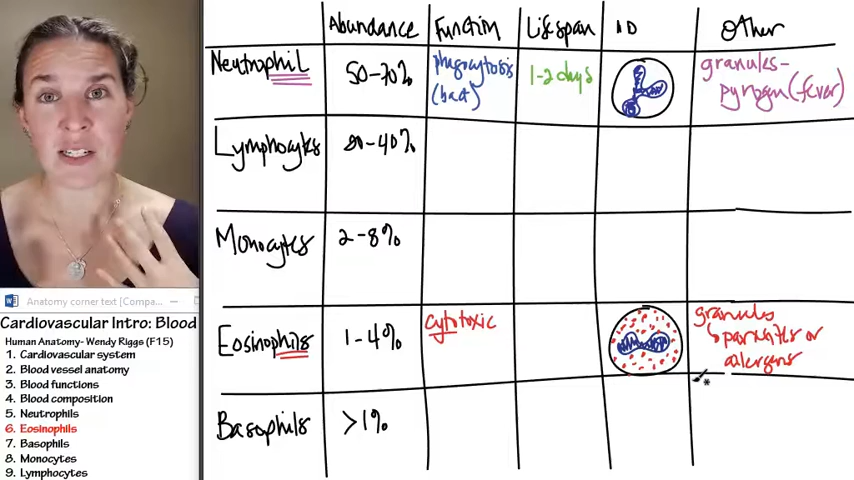 Abundance Function Lifespan ID Other
Neutrophil 50-70% phagocytosis (bact) 1-2 days granules- pyrogen (fever)
Lymphocytes 20-40%
Monocytes 2-8%
Eosinophils 1-4% cytotoxic granules ↳ parasites or allergens
Basophils >1%
Anatomy corner text [Compa...
Cardiovascular Intro: Blood
Human Anatomy- Wendy Riggs (F15)
1. Cardiovascular system
2. Blood vessel anatomy
3. Blood functions
4. Blood composition
5. Neutrophils
6. Eosinophils
7. Basophils
8. Monocytes
9. Lymphocytes